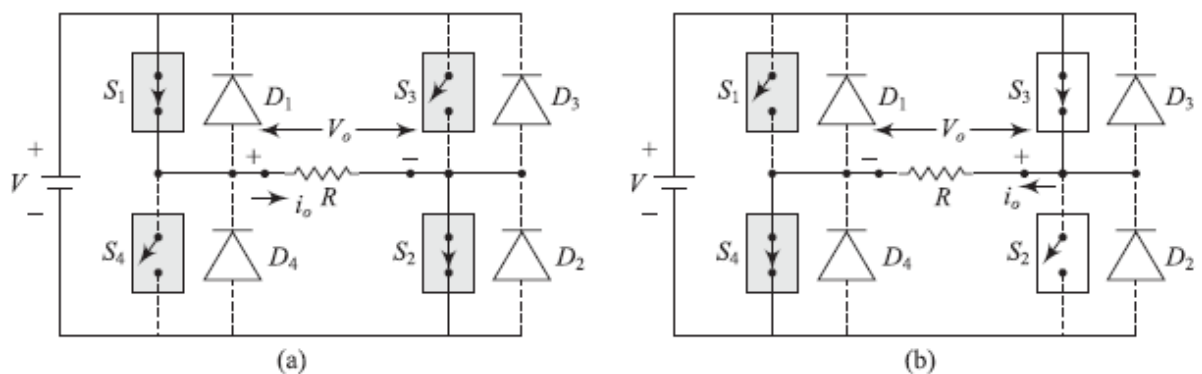 S1 D1 S3 D3
Vo
+ + −
V R
− io
S4 D4 S2 D2
(a)
S1 D1 S3 D3
Vo
+ − +
V R
− io
S4 D4 S2 D2
(b)